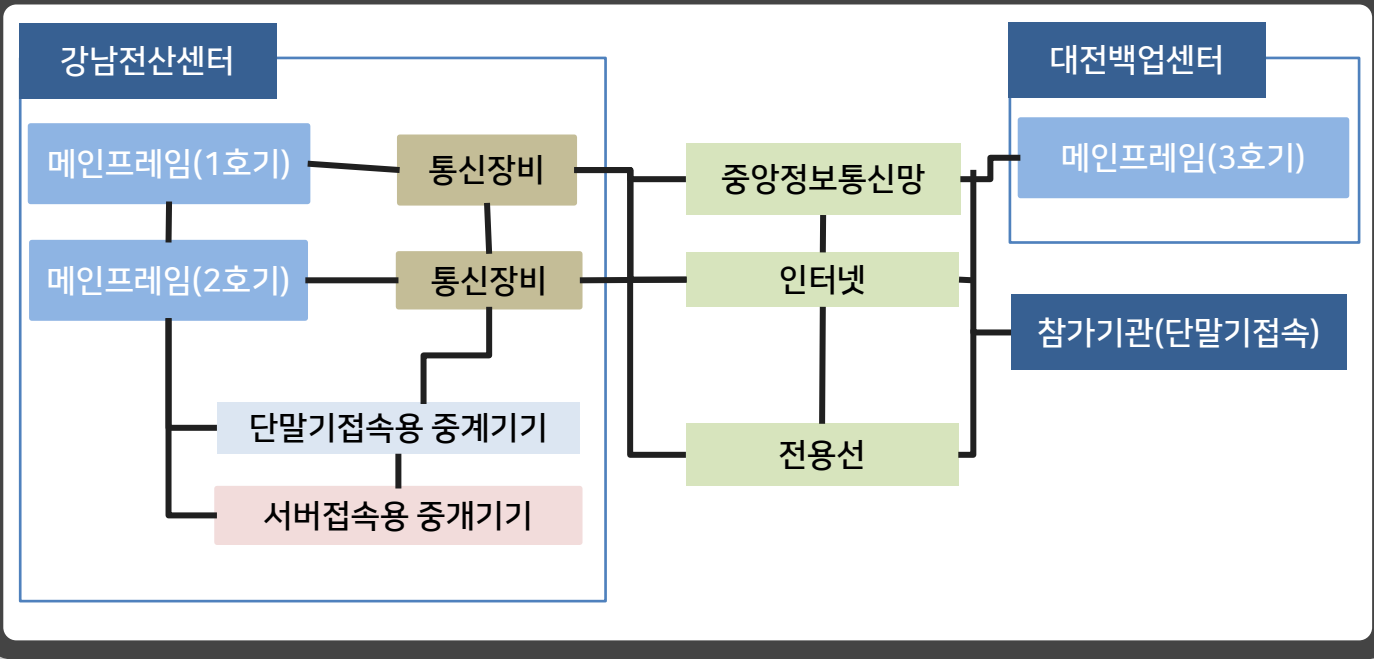 강남전산센터
메인프레임(1호기)
통신장비
메인프레임(2호기)
통신장비
단말기접속용 중계기기
서버접속용 중개기기
중앙정보통신망
인터넷
전용선
대전백업센터
메인프레임(3호기)
참가기관(단말기접속)